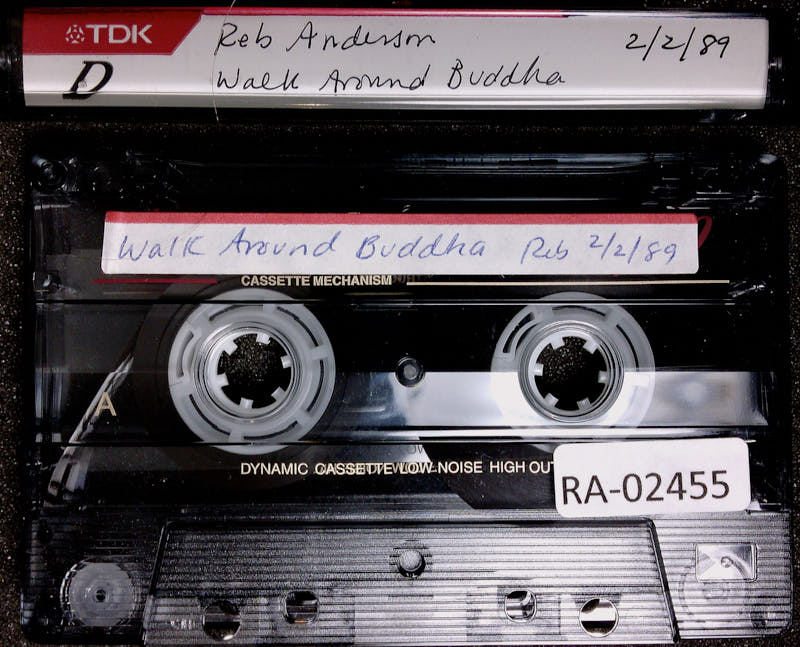 TDK
Reb Anderson 2/2/89
D Walk Around Buddha
Walk Around Buddha Reb 2/2/89
CASSETTE MECHANISM
A
DYNAMIC CASSETTE LOW NOISE HIGH OUT
RA-02455